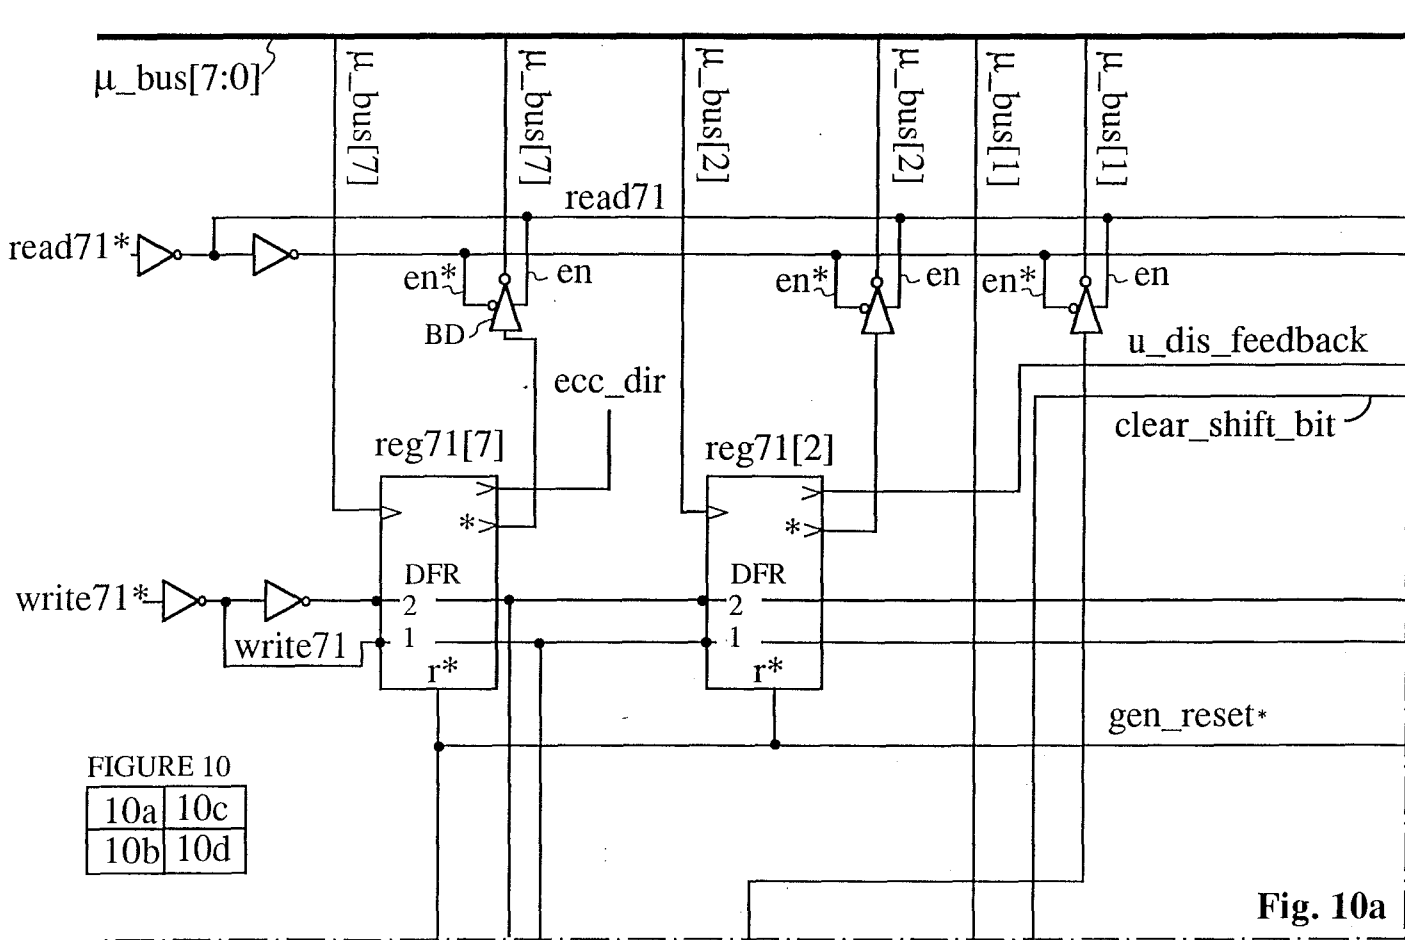 μ_bus[7:0]
μ_bus[7]
μ_bus[7]
μ_bus[2]
μ_bus[2]
μ_bus[1]
μ_bus[1]
read71
read71*
en*
en
en*
en
en*
en
BD
u_dis_feedback
ecc_dir
clear_shift_bit
reg71[7]
reg71[2]
*
*
DFR
DFR
write71*
2
2
write71
1
1
r*
r*
gen_reset*
FIGURE 10
10a 10c
10b 10d
Fig. 10a